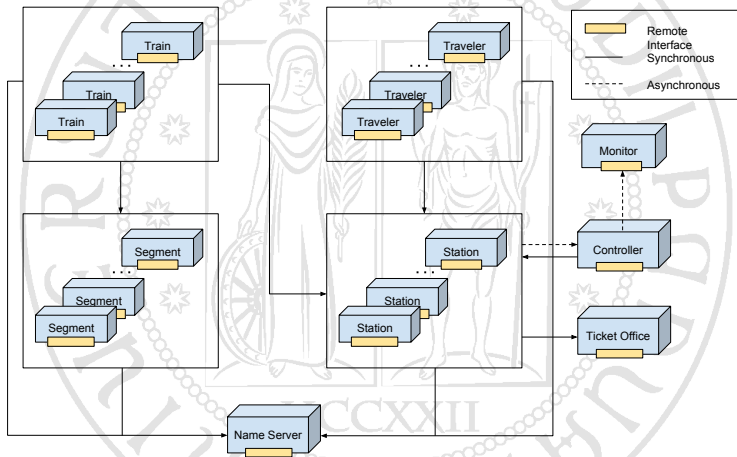 Train
...
Train
Train
Traveler
...
Traveler
Traveler
Remote
Interface
Synchronous
Asynchronous
Monitor
Segment
...
Segment
Segment
Station
...
Station
Station
Controller
Ticket Office
Name Server
UNIVERSITAS
MCCXXII